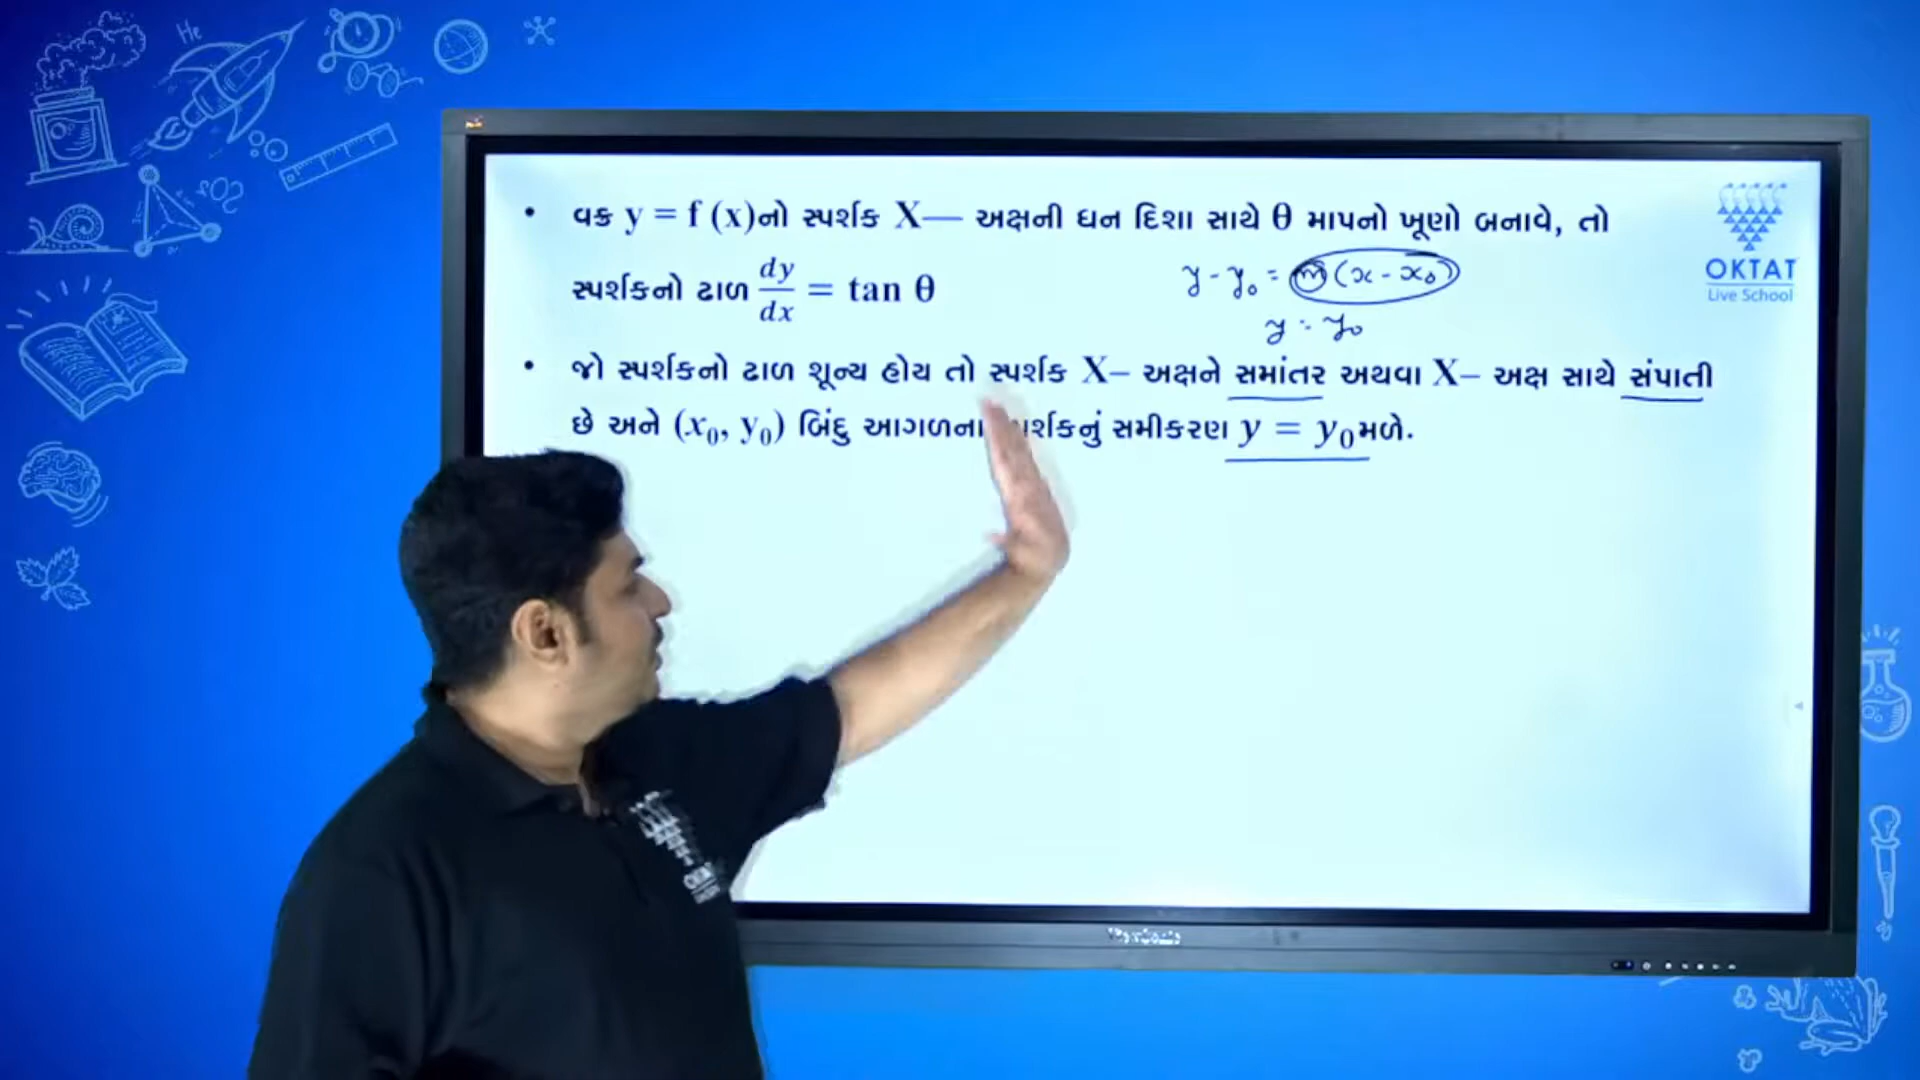 • વક્ર y = f (x)નો સ્પર્શક X— અક્ષની ધન દિશા સાથે θ માપનો ખૂણો બનાવે, તો
સ્પર્શકનો ઢાળ dy/dx = tan θ
y - y₀ = m (x - x₀)
y = y₀
• જો સ્પર્શકનો ઢાળ શૂન્ય હોય તો સ્પર્શક X– અક્ષને સમાંતર અથવા X– અક્ષ સાથે સંપાતી
છે અને (x₀, y₀) બિંદુ આગળના સ્પર્શકનું સમીકરણ y = y₀ મળે.
OKTAT
Live School
He